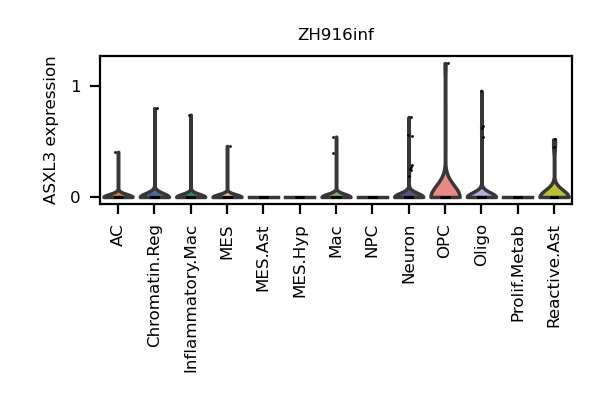 ZH916inf
ASXL3 expression
1
0
AC
Chromatin.Reg
Inflammatory.Mac
MES
MES.Ast
MES.Hyp
Mac
NPC
Neuron
OPC
Oligo
Prolif.Metab
Reactive.Ast